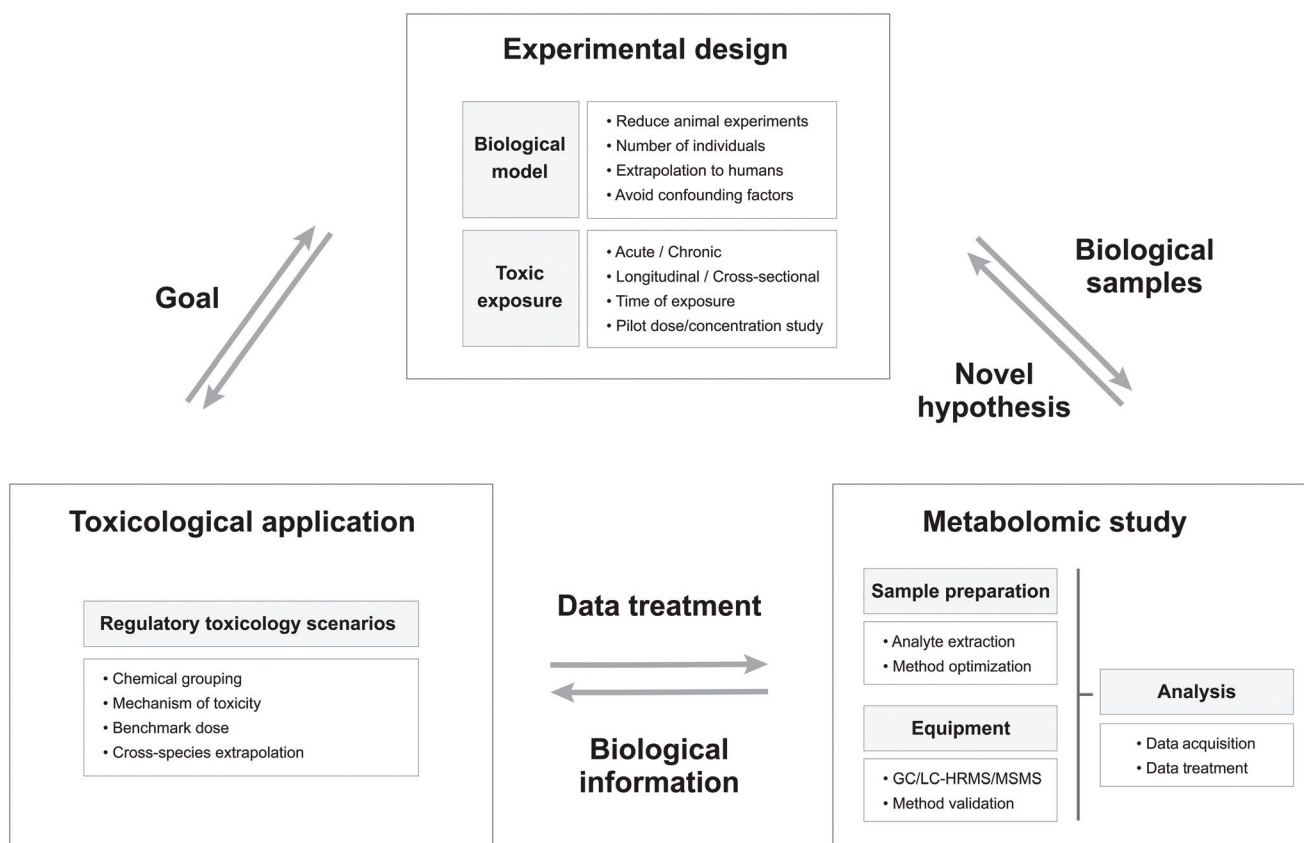 Experimental design
Biological
model
• Reduce animal experiments
• Number of individuals
• Extrapolation to humans
• Avoid confounding factors
Toxic
exposure
• Acute / Chronic
• Longitudinal / Cross-sectional
• Time of exposure
• Pilot dose/concentration study
Goal
Biological
samples
Novel
hypothesis
Toxicological application
Regulatory toxicology scenarios
• Chemical grouping
• Mechanism of toxicity
• Benchmark dose
• Cross-species extrapolation
Data treatment
Biological
information
Metabolomic study
Sample preparation
• Analyte extraction
• Method optimization
Equipment
• GC/LC-HRMS/MSMS
• Method validation
Analysis
• Data acquisition
• Data treatment